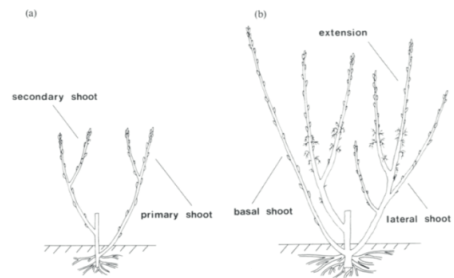 (a)
(b)
extension
secondary shoot
primary shoot
basal shoot
lateral shoot